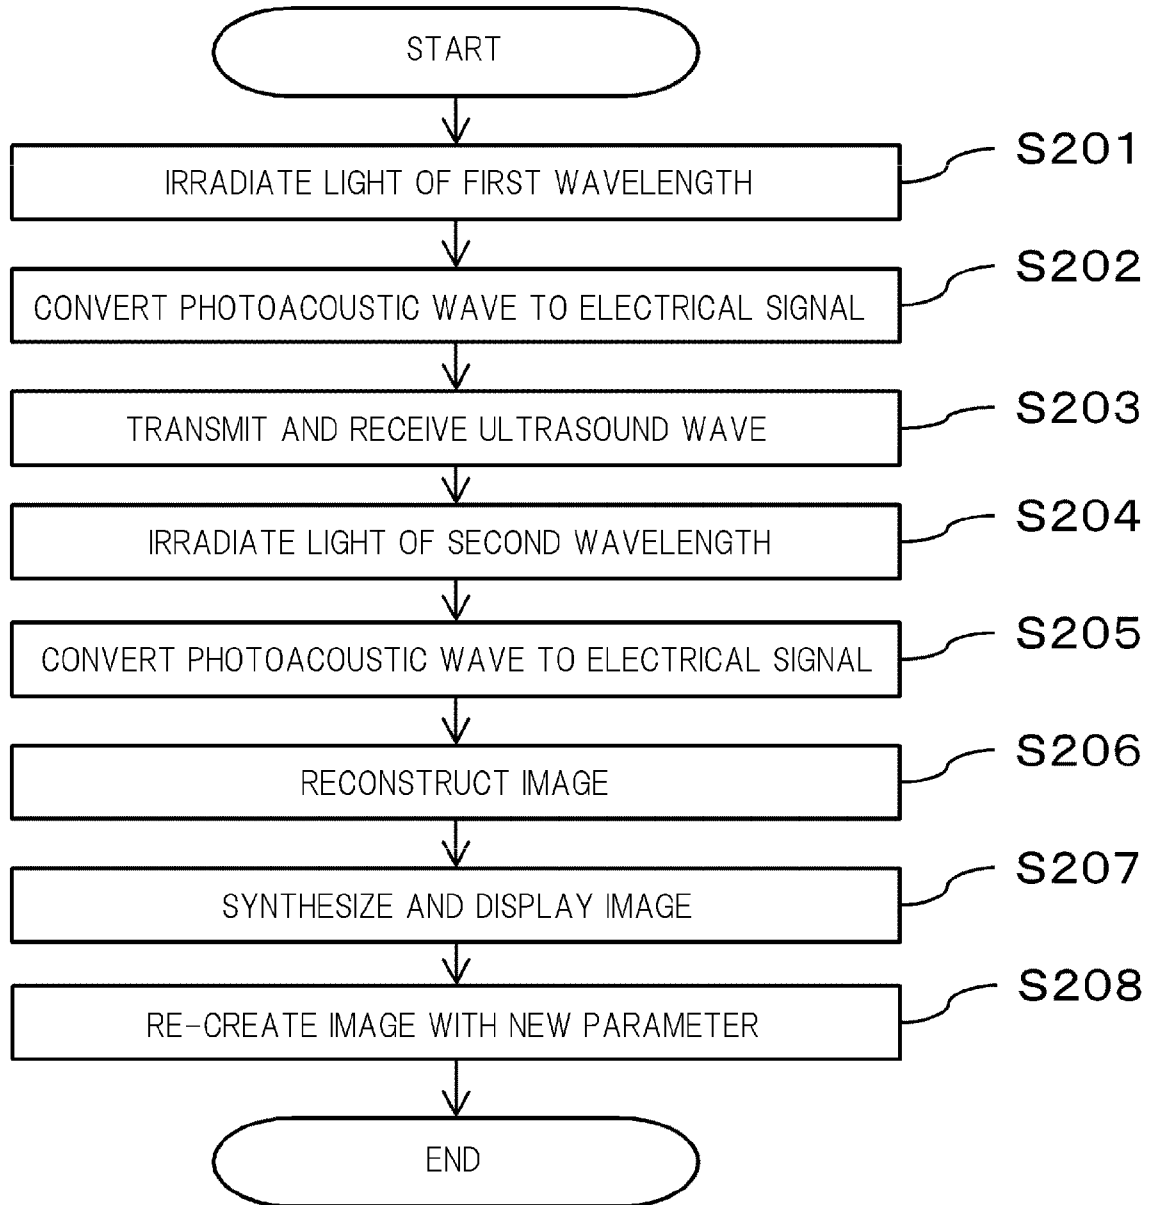 START
IRRADIATE LIGHT OF FIRST WAVELENGTH
S201
CONVERT PHOTOACOUSTIC WAVE TO ELECTRICAL SIGNAL
S202
TRANSMIT AND RECEIVE ULTRASOUND WAVE
S203
IRRADIATE LIGHT OF SECOND WAVELENGTH
S204
CONVERT PHOTOACOUSTIC WAVE TO ELECTRICAL SIGNAL
S205
RECONSTRUCT IMAGE
S206
SYNTHESIZE AND DISPLAY IMAGE
S207
RE-CREATE IMAGE WITH NEW PARAMETER
S208
END